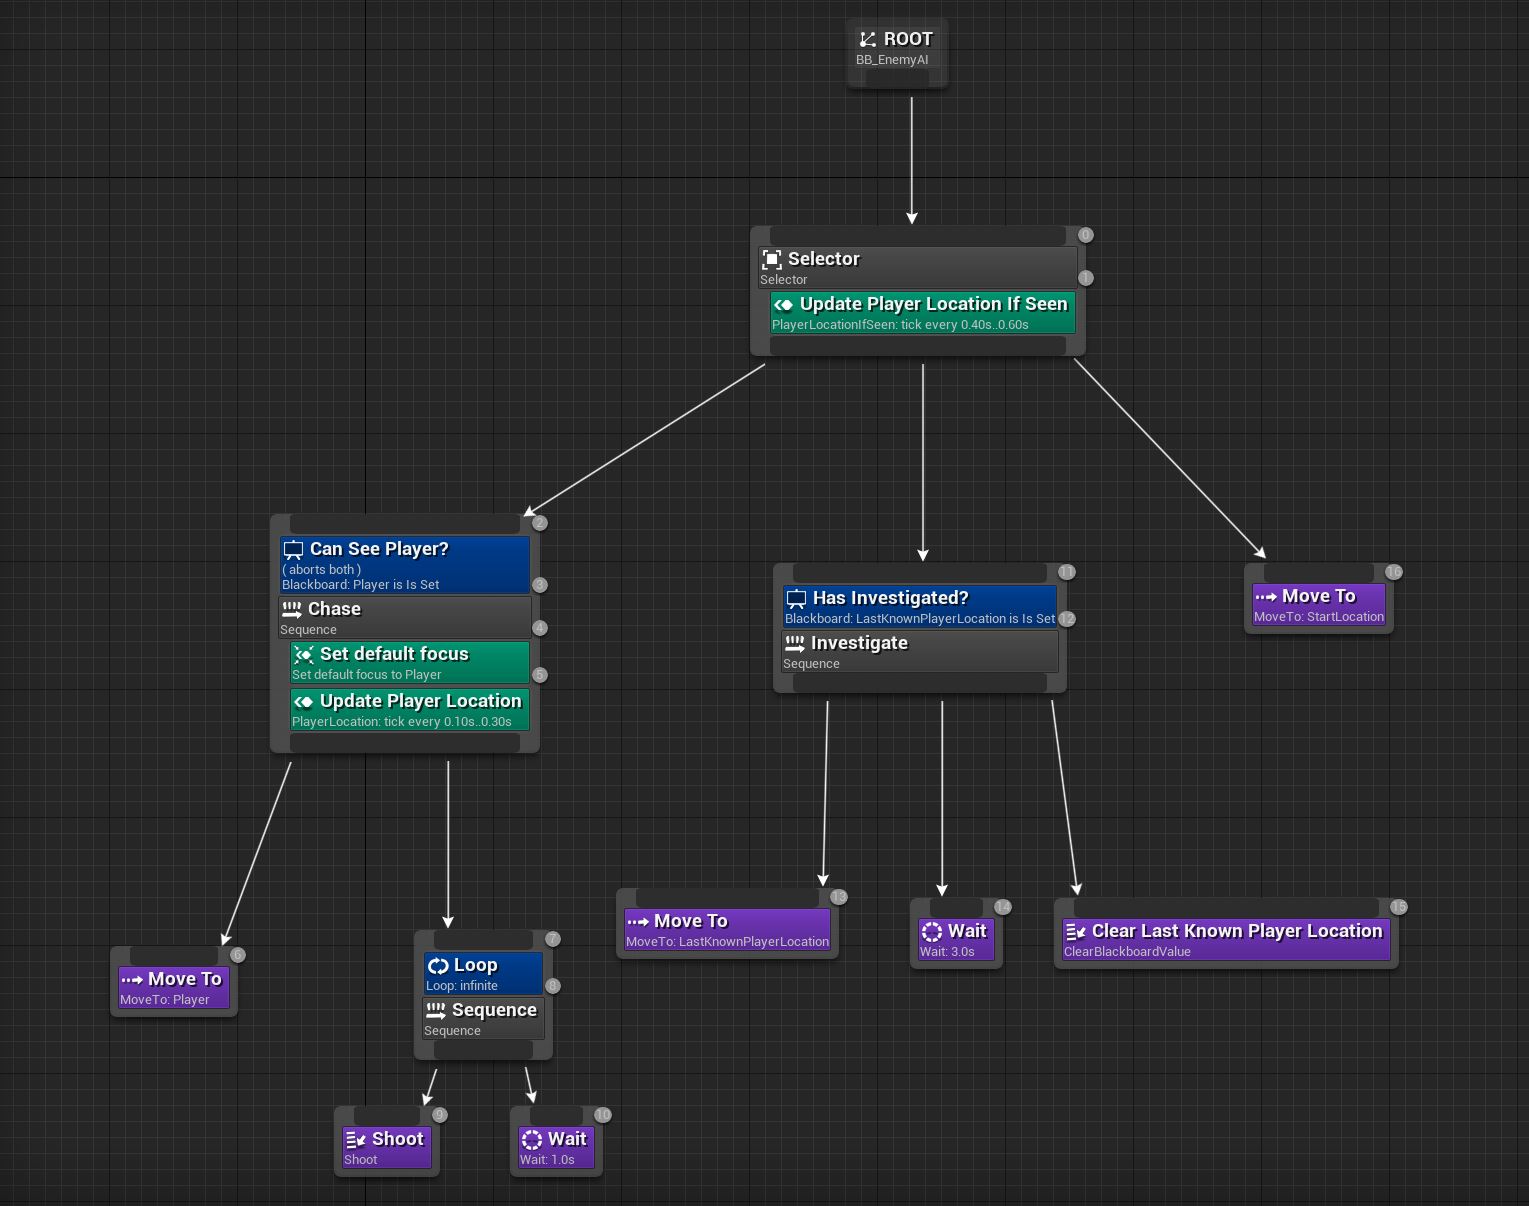 ROOT
BB_EnemyAI
0
Selector
Selector
1
Update Player Location If Seen
PlayerLocationIfSeen: tick every 0.40s..0.60s
2
Can See Player?
( aborts both )
Blackboard: Player is Is Set
3
Chase
Sequence
4
Set default focus
Set default focus to Player
5
Update Player Location
PlayerLocation: tick every 0.10s..0.30s
11
Has Investigated?
Blackboard: LastKnownPlayerLocation is Is Set
12
Investigate
Sequence
16
Move To
MoveTo: StartLocation
6
Move To
MoveTo: Player
7
Loop
Loop: infinite
8
Sequence
Sequence
9
Shoot
Shoot
10
Wait
Wait: 1.0s
13
Move To
MoveTo: LastKnownPlayerLocation
14
Wait
Wait: 3.0s
15
Clear Last Known Player Location
ClearBlackboardValue